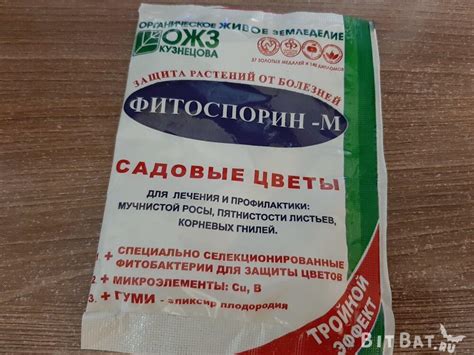 ОРГАНИЧЕСКОЕ ЖИВОЕ ЗЕМЛЕДЕЛИЕ
ОЖЗ
КУЗНЕЦОВА
ЗАЩИТА РАСТЕНИЙ ОТ БОЛЕЗНЕЙ
ФИТОСПОРИН -М
САДОВЫЕ ЦВЕТЫ
ДЛЯ ЛЕЧЕНИЯ И ПРОФИЛАКТИКИ:
МУЧНИСТОЙ РОСЫ, ПЯТНИСТОСТИ ЛИСТЬЕВ,
КОРНЕВЫХ ГНИЛЕЙ.
1. + СПЕЦИАЛЬНО СЕЛЕКЦИОНИРОВАННЫЕ
ФИТОБАКТЕРИИ ДЛЯ ЗАЩИТЫ ЦВЕТОВ
2 + МИКРОЭЛЕМЕНТЫ: Cu, B
3. + ГУМИ - эликсир плодородия
ТРОЙНОЙ
ЭФФЕКТ
BITBAT.RU